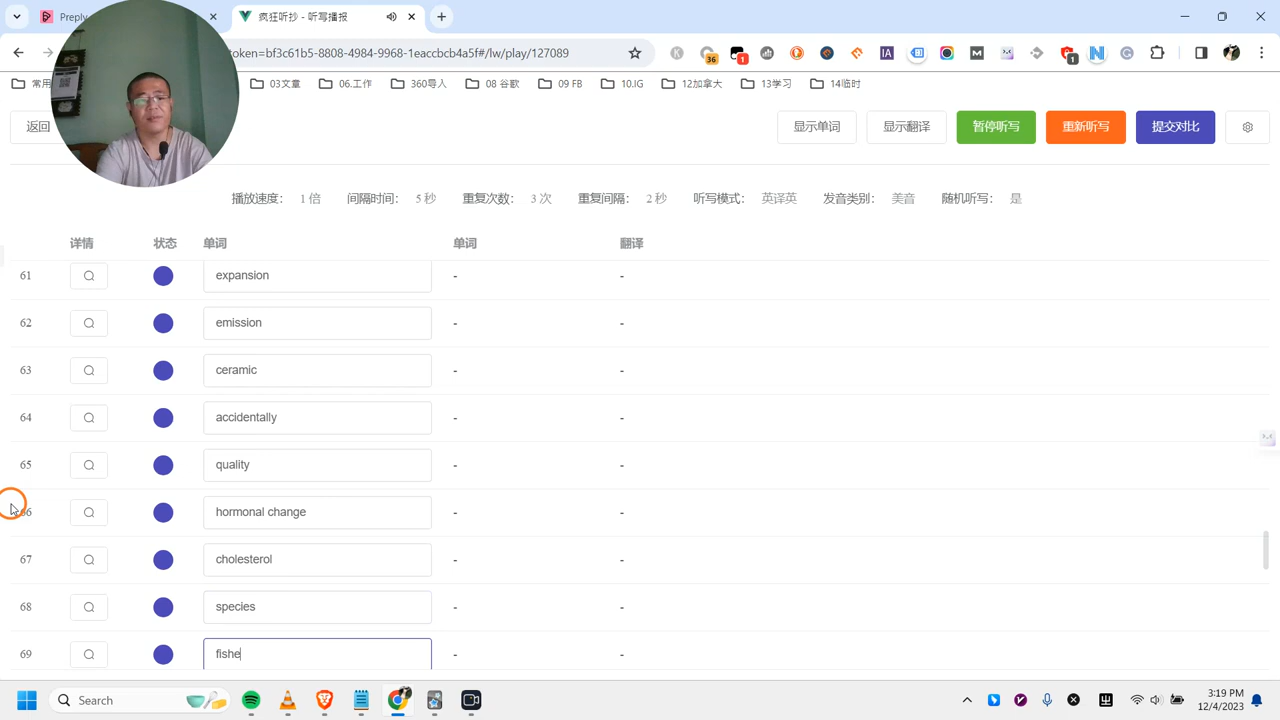 Preply
疯狂听抄 - 听写播报
token=bf3c61b5-8808-4984-9968-1eaccbcb4a5f#/lw/play/127089
36
1
1
常用
03文章
06.工作
360导入
08 谷歌
09 FB
10.IG
12加拿大
13学习
14临时
返回
显示单词
显示翻译
暂停听写
重新听写
提交对比
播放速度: 1 倍 间隔时间: 5 秒 重复次数: 3 次 重复间隔: 2 秒 听写模式: 英译英 发音类别: 美音 随机听写: 是
详情 状态 单词 单词 翻译
61 expansion - -
62 emission - -
63 ceramic - -
64 accidentally - -
65 quality - -
66 hormonal change - -
67 cholesterol - -
68 species - -
69 fishe - -
Search
3:19 PM
12/4/2023